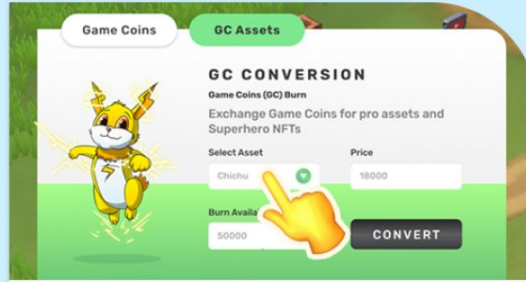 Game Coins
GC Assets
GC CONVERSION
Game Coins (GC) Burn
Exchange Game Coins for pro assets and
Superhero NFTs
Select Asset
Price
Chichu
18000
Burn
50000
CONVERT